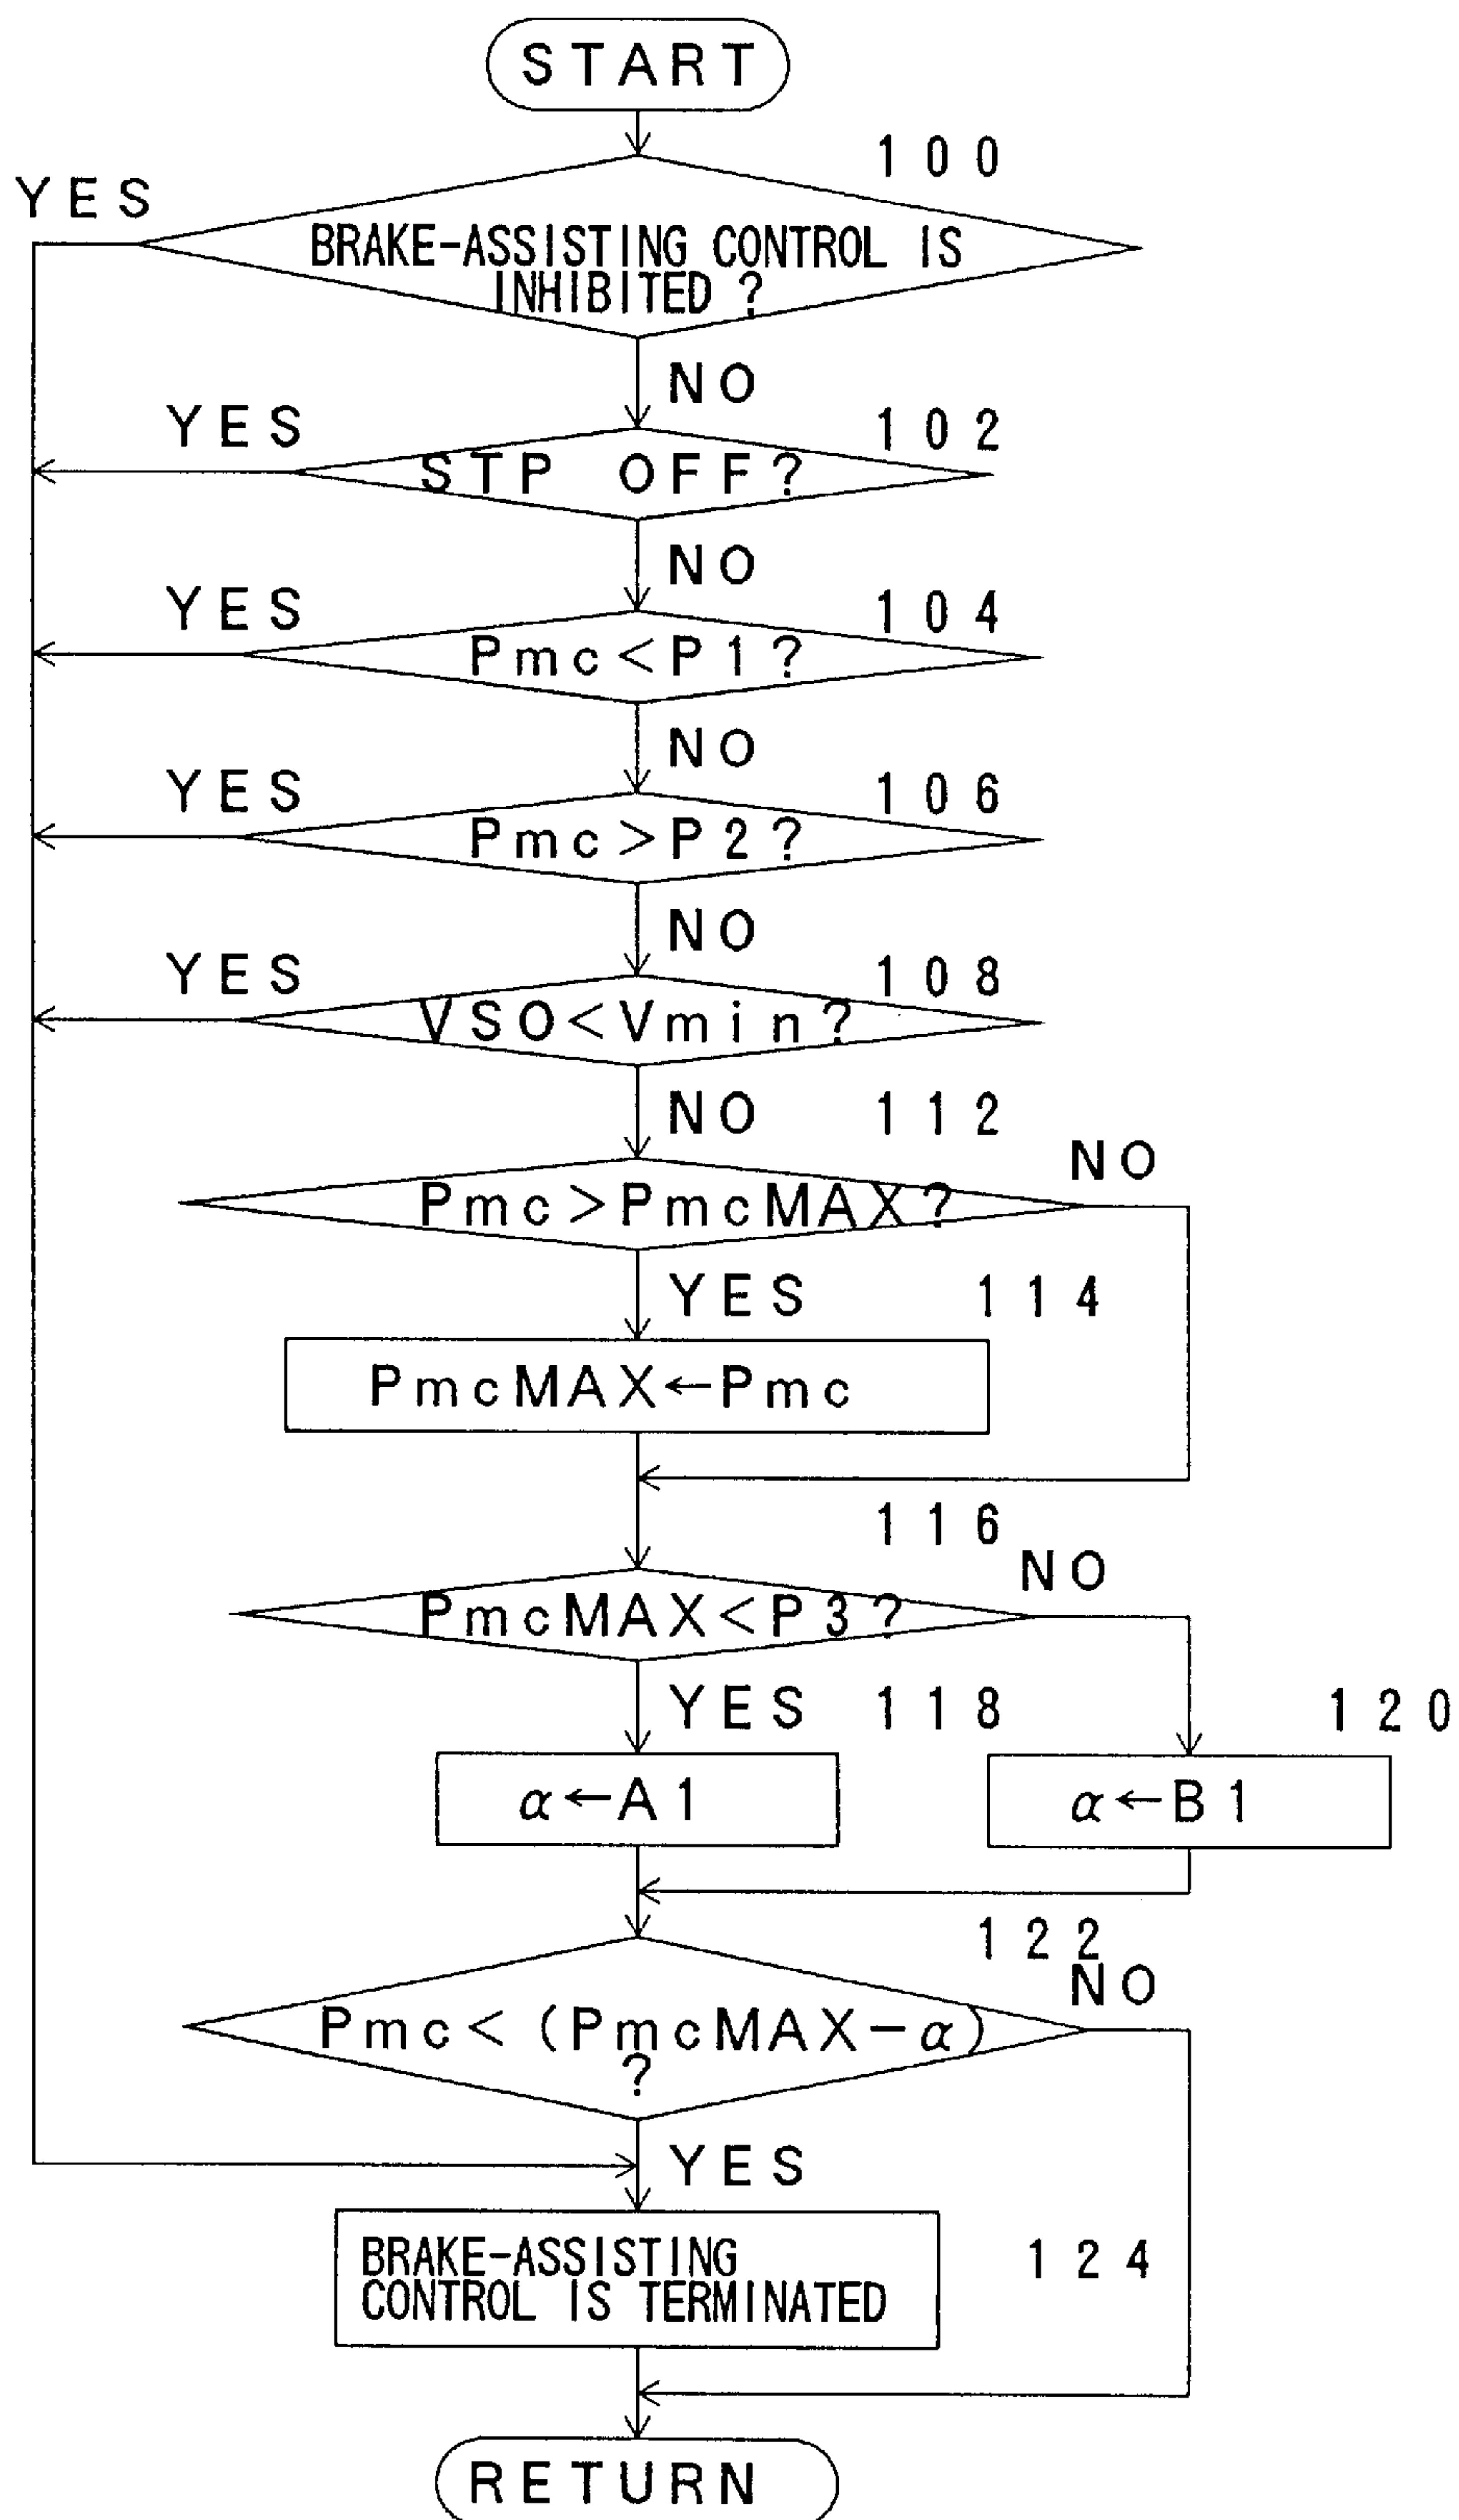 START
100
YES
BRAKE-ASSISTING CONTROL IS
INHIBITED ?
NO
YES
102
STP OFF?
NO
YES
104
Pmc<P1?
NO
YES
106
Pmc>P2?
NO
YES
108
VSO<Vmin?
NO
112
NO
Pmc>PmcMAX?
YES
114
PmcMAX←Pmc
116
NO
PmcMAX<P3?
YES
118
120
α←A1
α←B1
122
NO
Pmc<(PmcMAX-α)
?
YES
BRAKE-ASSISTING
CONTROL IS TERMINATED
124
RETURN